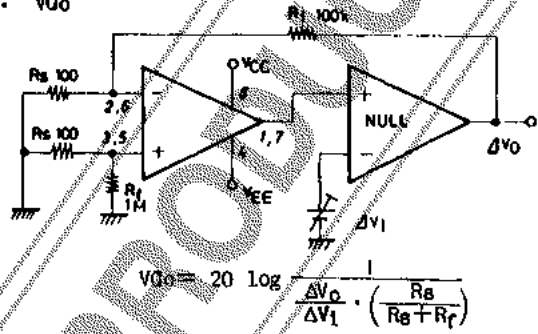 VGo
Rf 100k
Rs 100
2,6
VCC
8
1,7
NULL
ΔVO
Rs 100
3,5
4
VEE
Rf
1M
ΔV1
VGo = 20 log 1 / (ΔVO/ΔV1 · (Rs/(Rs+Rf)))